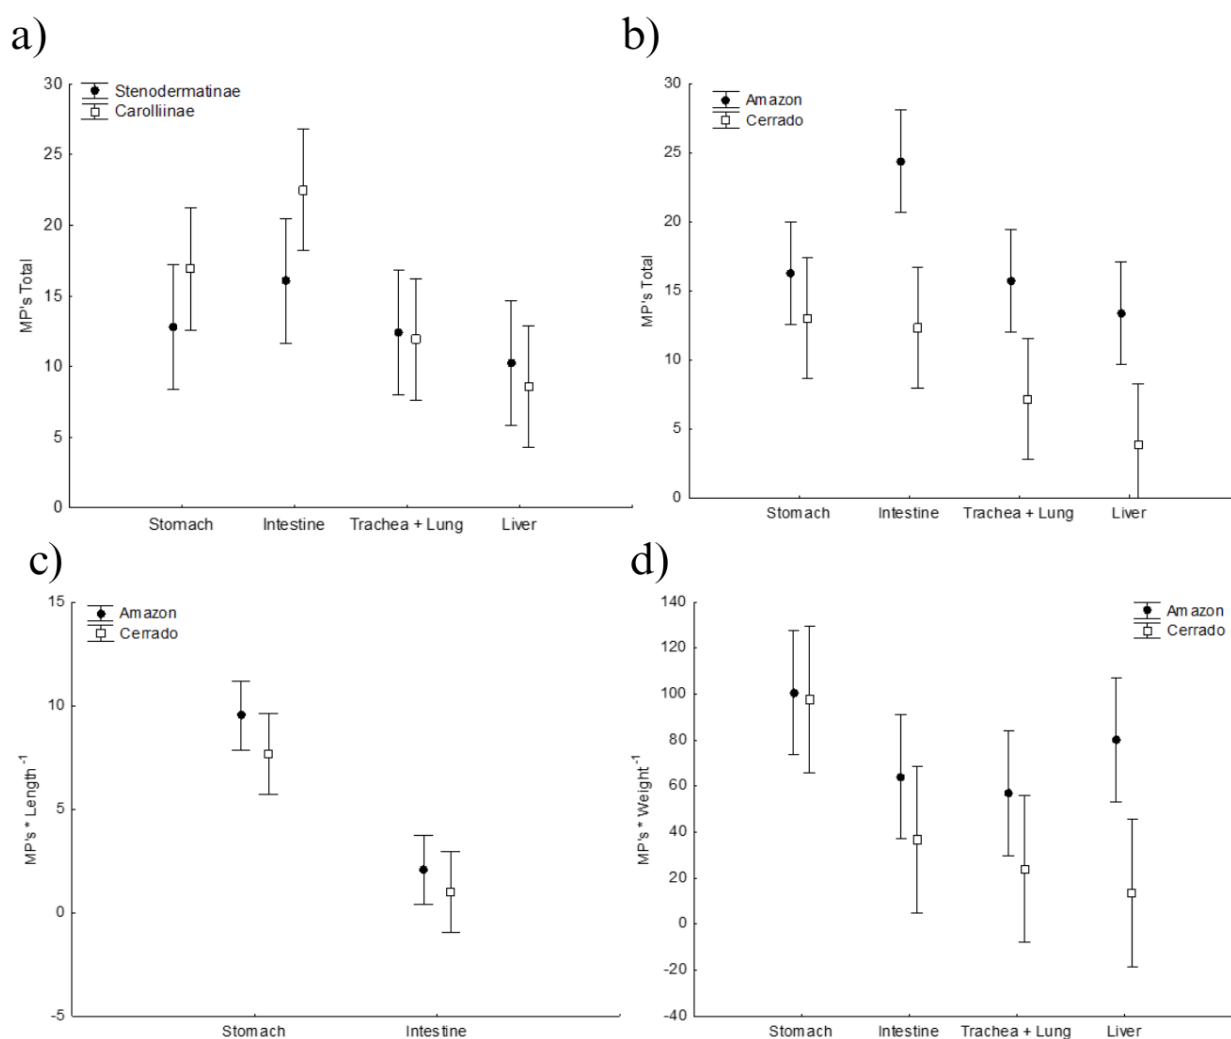 a)
30
25
20
15
10
5
0
MP's Total
Stenodermatinae
Carolliinae
Stomach Intestine Trachea + Lung Liver
b)
30
25
20
15
10
5
0
MP's Total
Amazon
Cerrado
Stomach Intestine Trachea + Lung Liver
c)
15
10
5
0
-5
MP's * Length⁻¹
Amazon
Cerrado
Stomach Intestine
d)
140
120
100
80
60
40
20
0
-20
-40
MP's * Weight⁻¹
Amazon
Cerrado
Stomach Intestine Trachea + Lung Liver